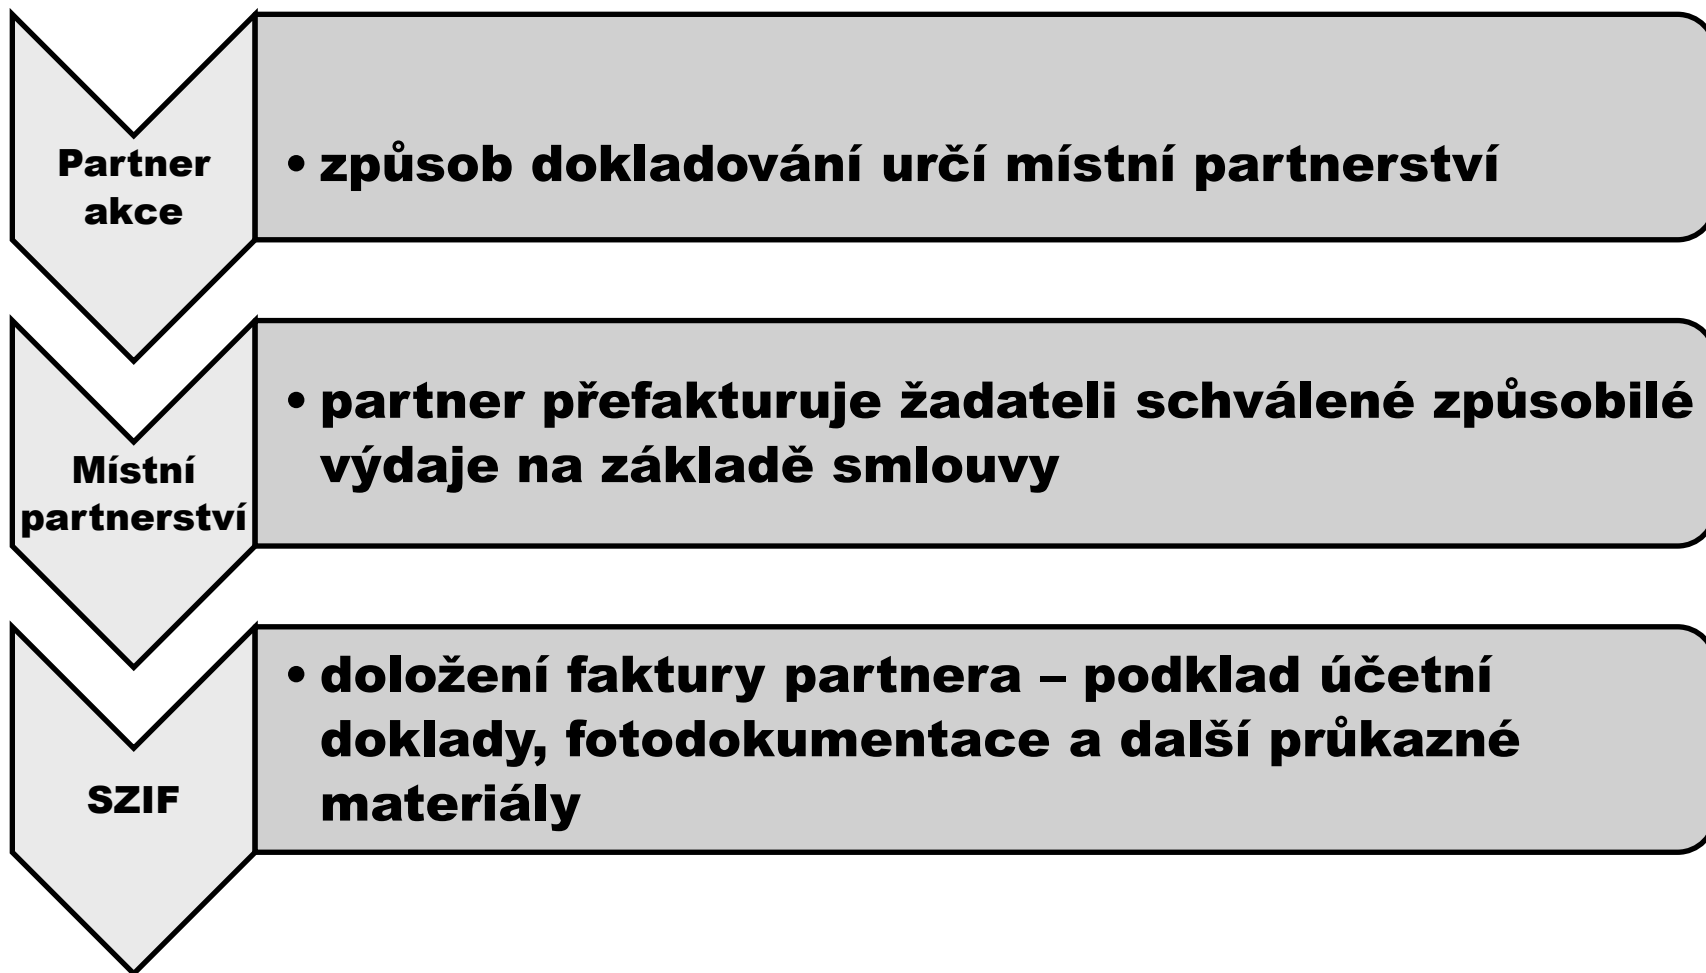 Partner
akce
• způsob dokladování určí místní partnerství
Místní
partnerství
• partner přefakturuje žadateli schválené způsobilé
výdaje na základě smlouvy
SZIF
• doložení faktury partnera – podklad účetní
doklady, fotodokumentace a další průkazné
materiály